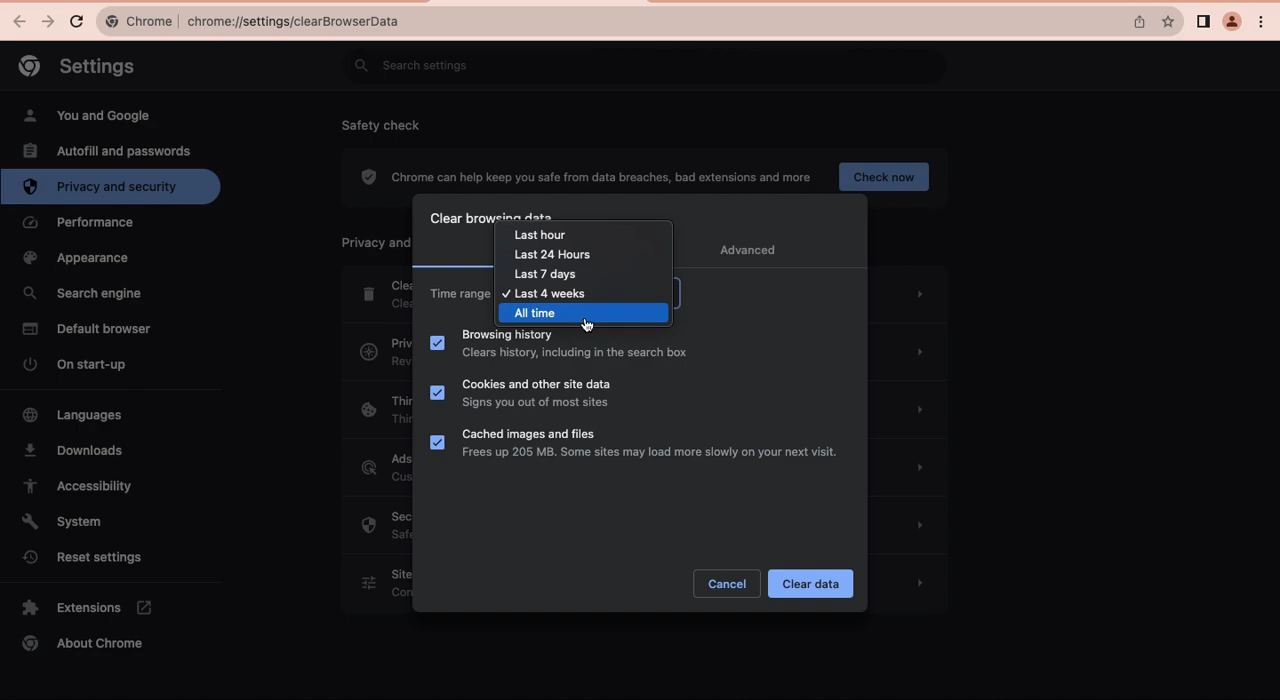 Chrome chrome://settings/clearBrowserData
Settings
Search settings
You and Google
Autofill and passwords
Privacy and security
Performance
Appearance
Search engine
Default browser
On start-up
Languages
Downloads
Accessibility
System
Reset settings
Extensions
About Chrome
Safety check
Chrome can help keep you safe from data breaches, bad extensions and more
Check now
Privacy and
Clear browsing data
Advanced
Time range
Last hour
Last 24 Hours
Last 7 days
✓ Last 4 weeks
All time
Browsing history
Clears history, including in the search box
Cookies and other site data
Signs you out of most sites
Cached images and files
Frees up 205 MB. Some sites may load more slowly on your next visit.
Cancel
Clear data